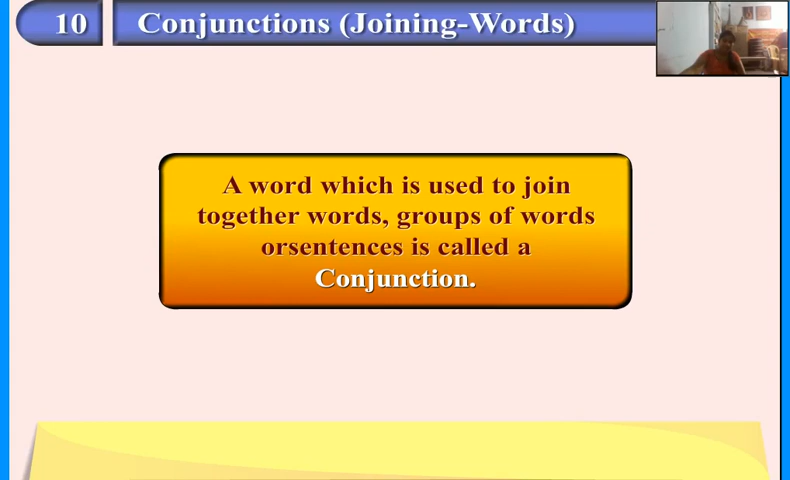 10 Conjunctions (Joining-Words)
A word which is used to join
together words, groups of words
orsentences is called a
Conjunction.